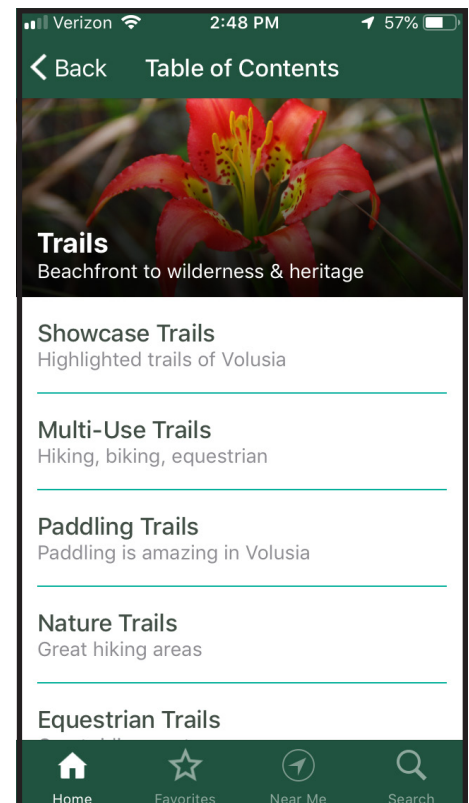 Verizon 2:48 PM 57%
Back Table of Contents
Trails
Beachfront to wilderness & heritage
Showcase Trails
Highlighted trails of Volusia
Multi-Use Trails
Hiking, biking, equestrian
Paddling Trails
Paddling is amazing in Volusia
Nature Trails
Great hiking areas
Equestrian Trails
Home Favorites Near Me Search